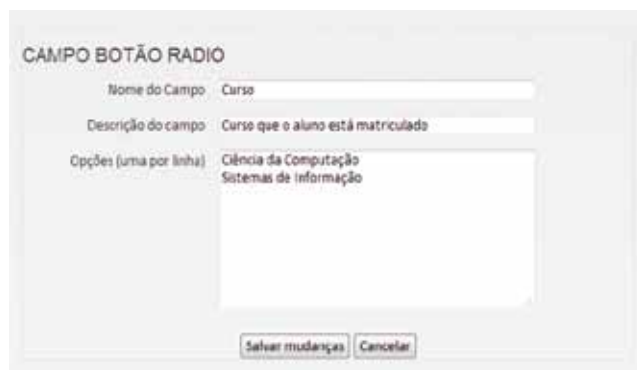 CAMPO BOTÃO RADIO
Nome do Campo Curso
Descrição do campo Curso que o aluno está matriculado
Opções (uma por linha) Ciência da Computação
Sistemas de Informação
Salvar mudanças Cancelar